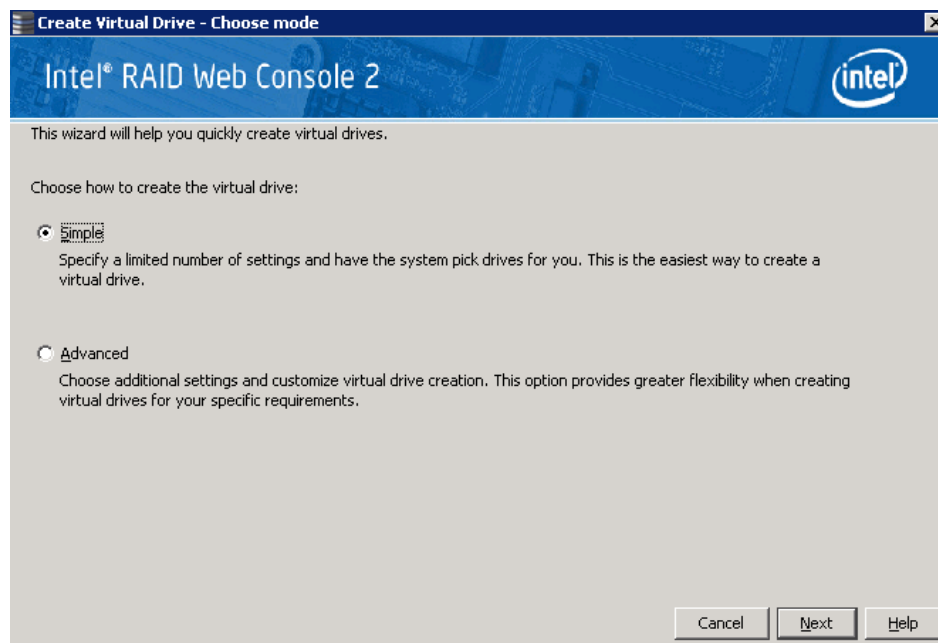 Create Virtual Drive - Choose mode
Intel® RAID Web Console 2
intel
This wizard will help you quickly create virtual drives.
Choose how to create the virtual drive:
Simple
Specify a limited number of settings and have the system pick drives for you. This is the easiest way to create a
virtual drive.
Advanced
Choose additional settings and customize virtual drive creation. This option provides greater flexibility when creating
virtual drives for your specific requirements.
Cancel Next Help